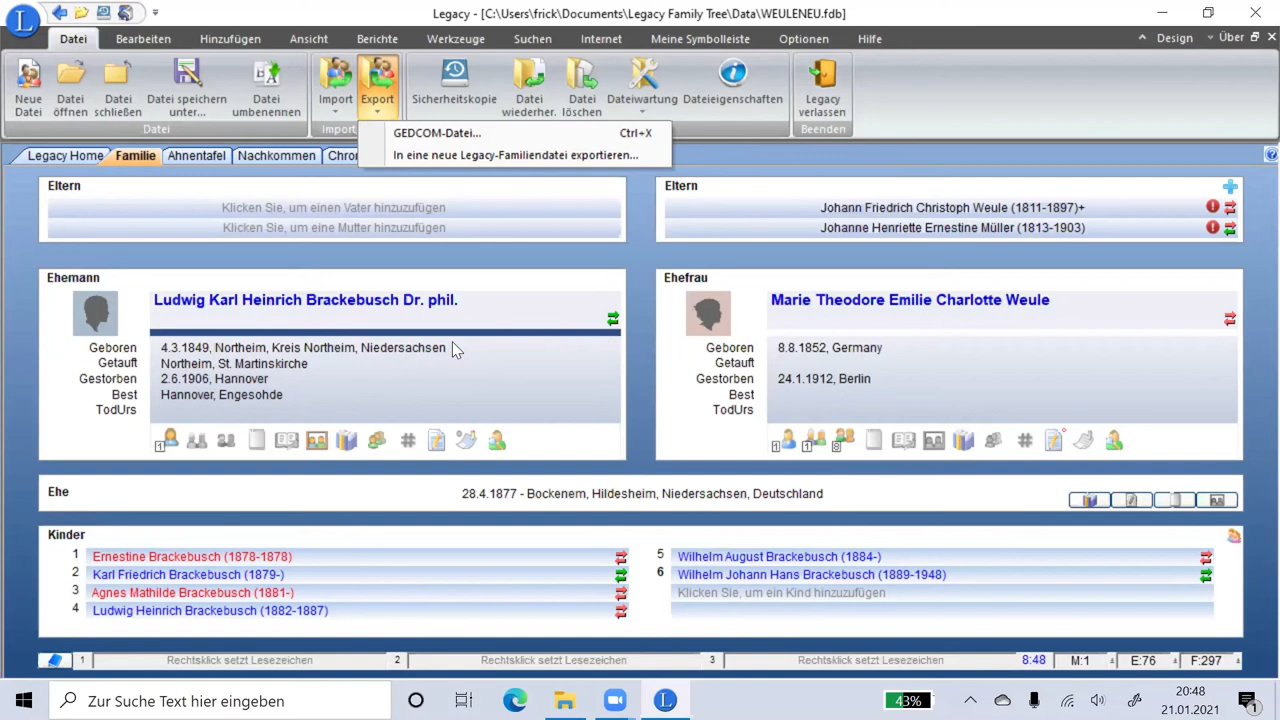 Legacy - [C:\Users\frick\Documents\Legacy Family Tree\Data\WEULENEU.fdb]
Datei Bearbeiten Hinzufügen Ansicht Berichte Werkzeuge Suchen Internet Meine Symbolleiste Optionen Hilfe Design Über
Neue Datei
Datei öffnen
Datei schließen
Datei speichern unter...
Datei umbenennen
Import
Export
Sicherheitskopie
Datei wiederher.
Datei löschen
Dateiwartung
Dateieigenschaften
Legacy verlassen
Datei Import Beenden
GEDCOM-Datei... Ctrl+X
In eine neue Legacy-Familiendatei exportieren...
Legacy Home Familie Ahnentafel Nachkommen Chron
Eltern
Klicken Sie, um einen Vater hinzuzufügen
Klicken Sie, um eine Mutter hinzuzufügen
Eltern
Johann Friedrich Christoph Weule (1811-1897)+
Johanne Henriette Ernestine Müller (1813-1903)
Ehemann
Ludwig Karl Heinrich Brackebusch Dr. phil.
Geboren 4.3.1849, Northeim, Kreis Northeim, Niedersachsen
Getauft Northeim, St. Martinskirche
Gestorben 2.6.1906, Hannover
Best Hannover, Engesohde
TodUrs
1
Ehefrau
Marie Theodore Emilie Charlotte Weule
Geboren 8.8.1852, Germany
Getauft
Gestorben 24.1.1912, Berlin
Best
TodUrs
1 1 8
Ehe 28.4.1877 - Bockenem, Hildesheim, Niedersachsen, Deutschland
Kinder
1 Ernestine Brackebusch (1878-1878)
2 Karl Friedrich Brackebusch (1879-)
3 Agnes Mathilde Brackebusch (1881-)
4 Ludwig Heinrich Brackebusch (1882-1887)
5 Wilhelm August Brackebusch (1884-)
6 Wilhelm Johann Hans Brackebusch (1889-1948)
Klicken Sie, um ein Kind hinzuzufügen
1 Rechtsklick setzt Lesezeichen 2 Rechtsklick setzt Lesezeichen 3 Rechtsklick setzt Lesezeichen 8:48 M:1 E:76 F:297
Zur Suche Text hier eingeben
43%
20:48
21.01.2021
1